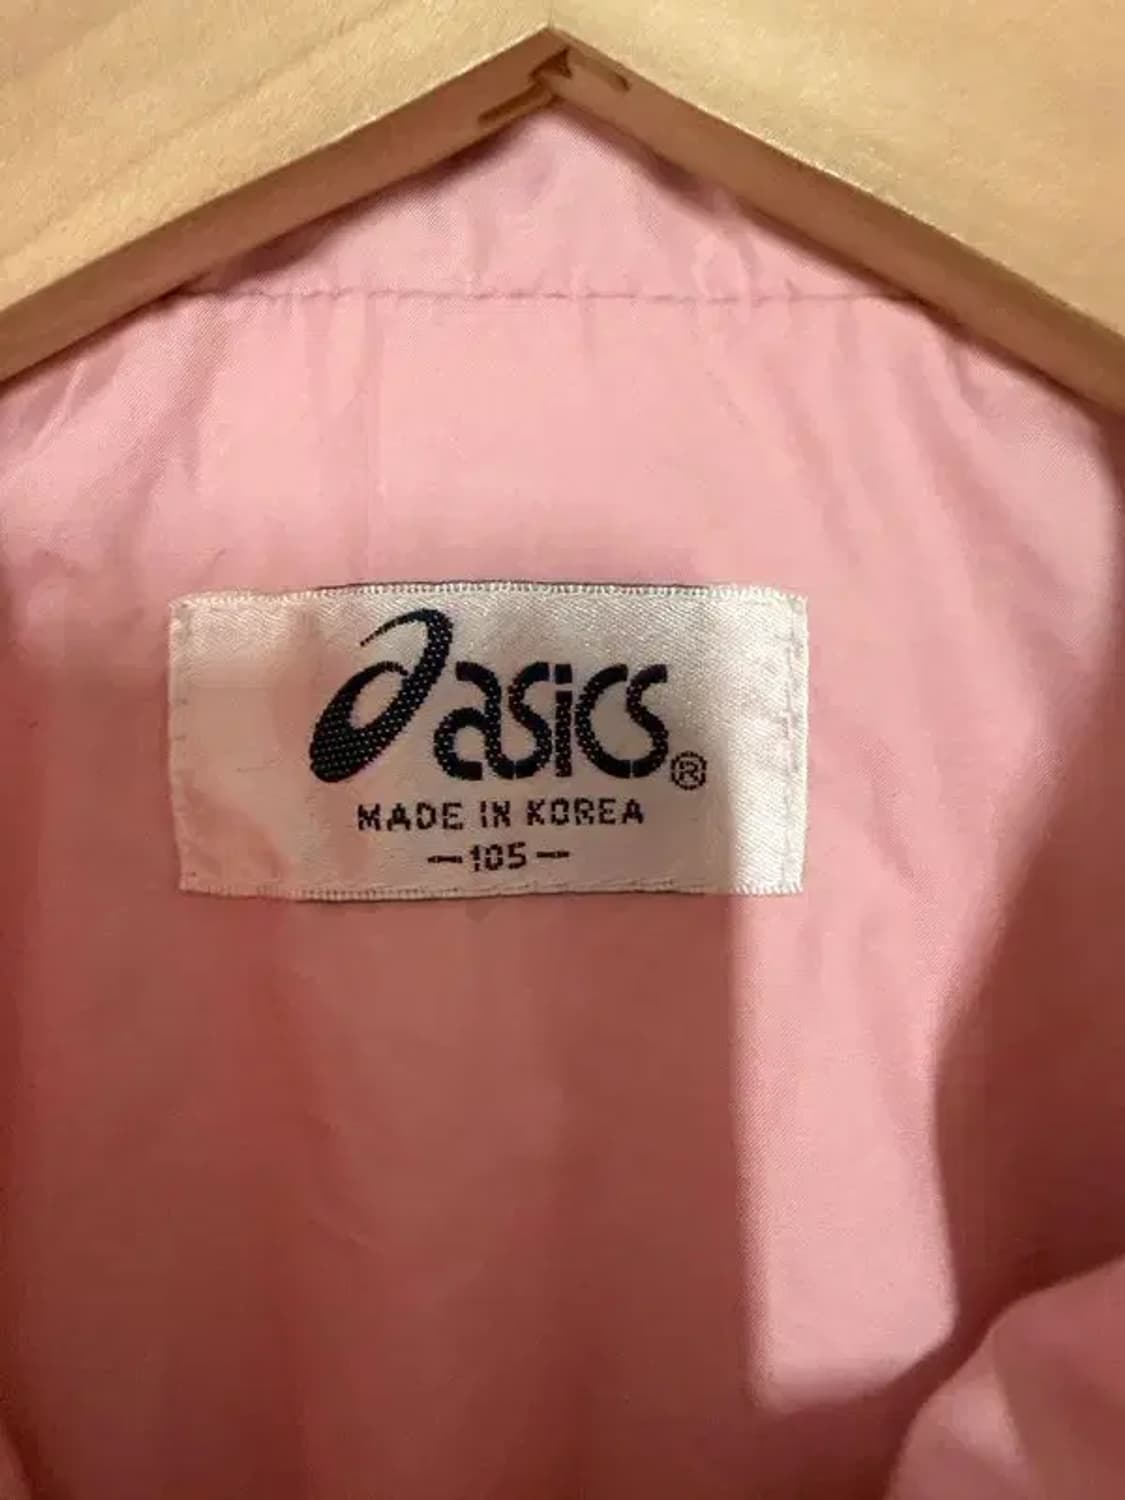 asics®
MADE IN KOREA
—105—